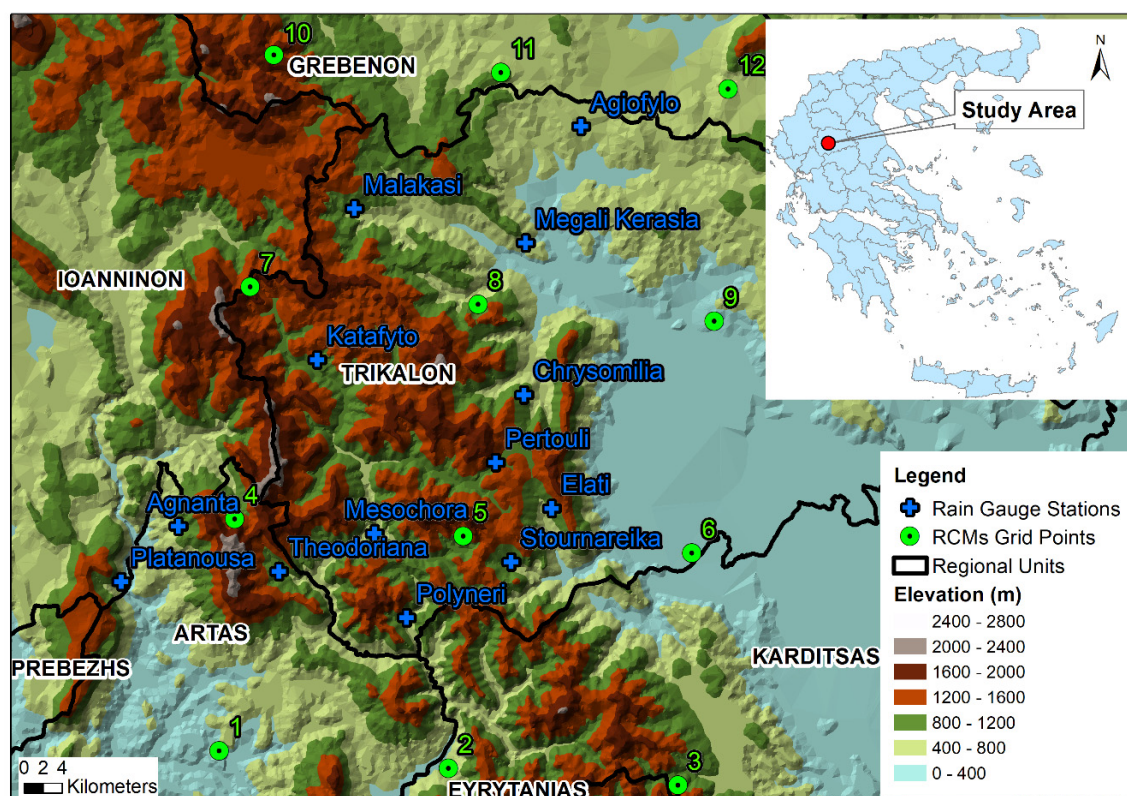 10
GREBENON
11
12
Agiofylo
Malakasi
Megali Kerasia
IOANNINON
7
8
9
Katafyto
TRIKALON
Chrysomilia
Pertouli
Elati
Agnanta
4
Mesochora
5
Stournareika
6
Platanousa
Theodoriana
Polyneri
ARTAS
PREBEZHS
KARDITSAS
1
2
3
EYRYTANIAS
0 2 4
Kilometers
N
Study Area
Legend
Rain Gauge Stations
RCMs Grid Points
Regional Units
Elevation (m)
2400 - 2800
2000 - 2400
1600 - 2000
1200 - 1600
800 - 1200
400 - 800
0 - 400